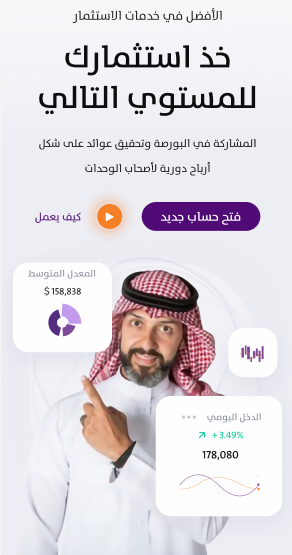 الأفضل في خدمات الاستثمار
خذ استثمارك
للمستوي التالي
المشاركة في البورصة وتحقيق عوائد على شكل
أرباح دورية لأصحاب الوحدات
فتح حساب جديد
كيف يعمل
المعدل المتوسط
$ 158,838
الدخل اليومي
+ 3.49%
178,080